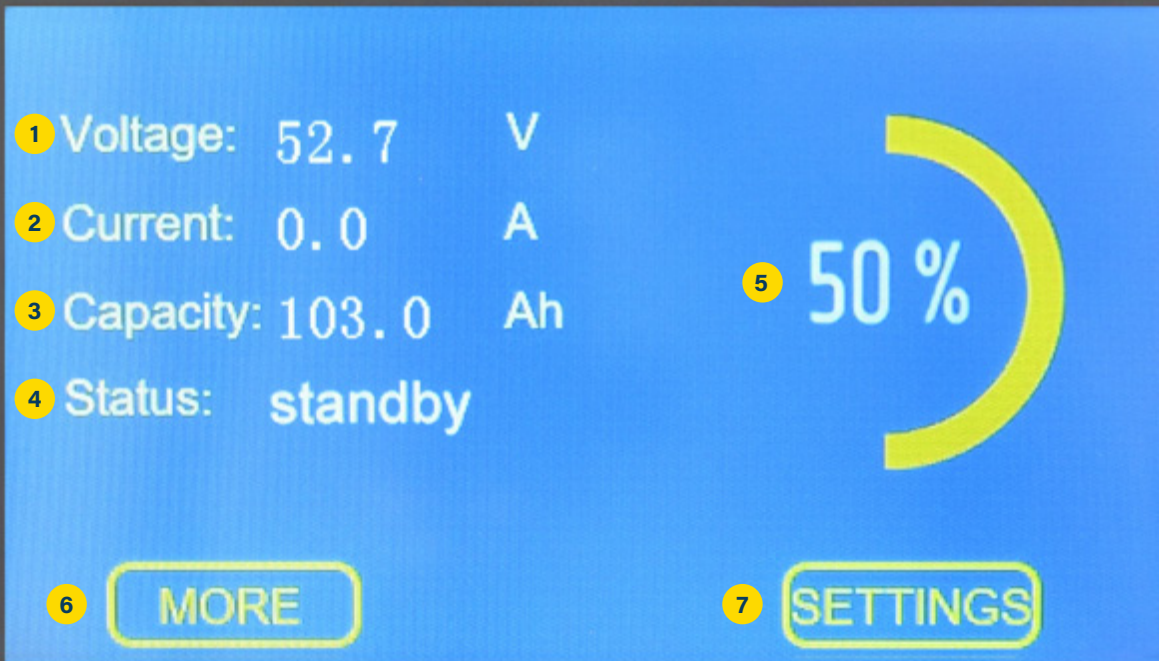 1 Voltage: 52.7 V
2 Current: 0.0 A
3 Capacity: 103.0 Ah
4 Status: standby
5 50 %
6 MORE
7 SETTINGS